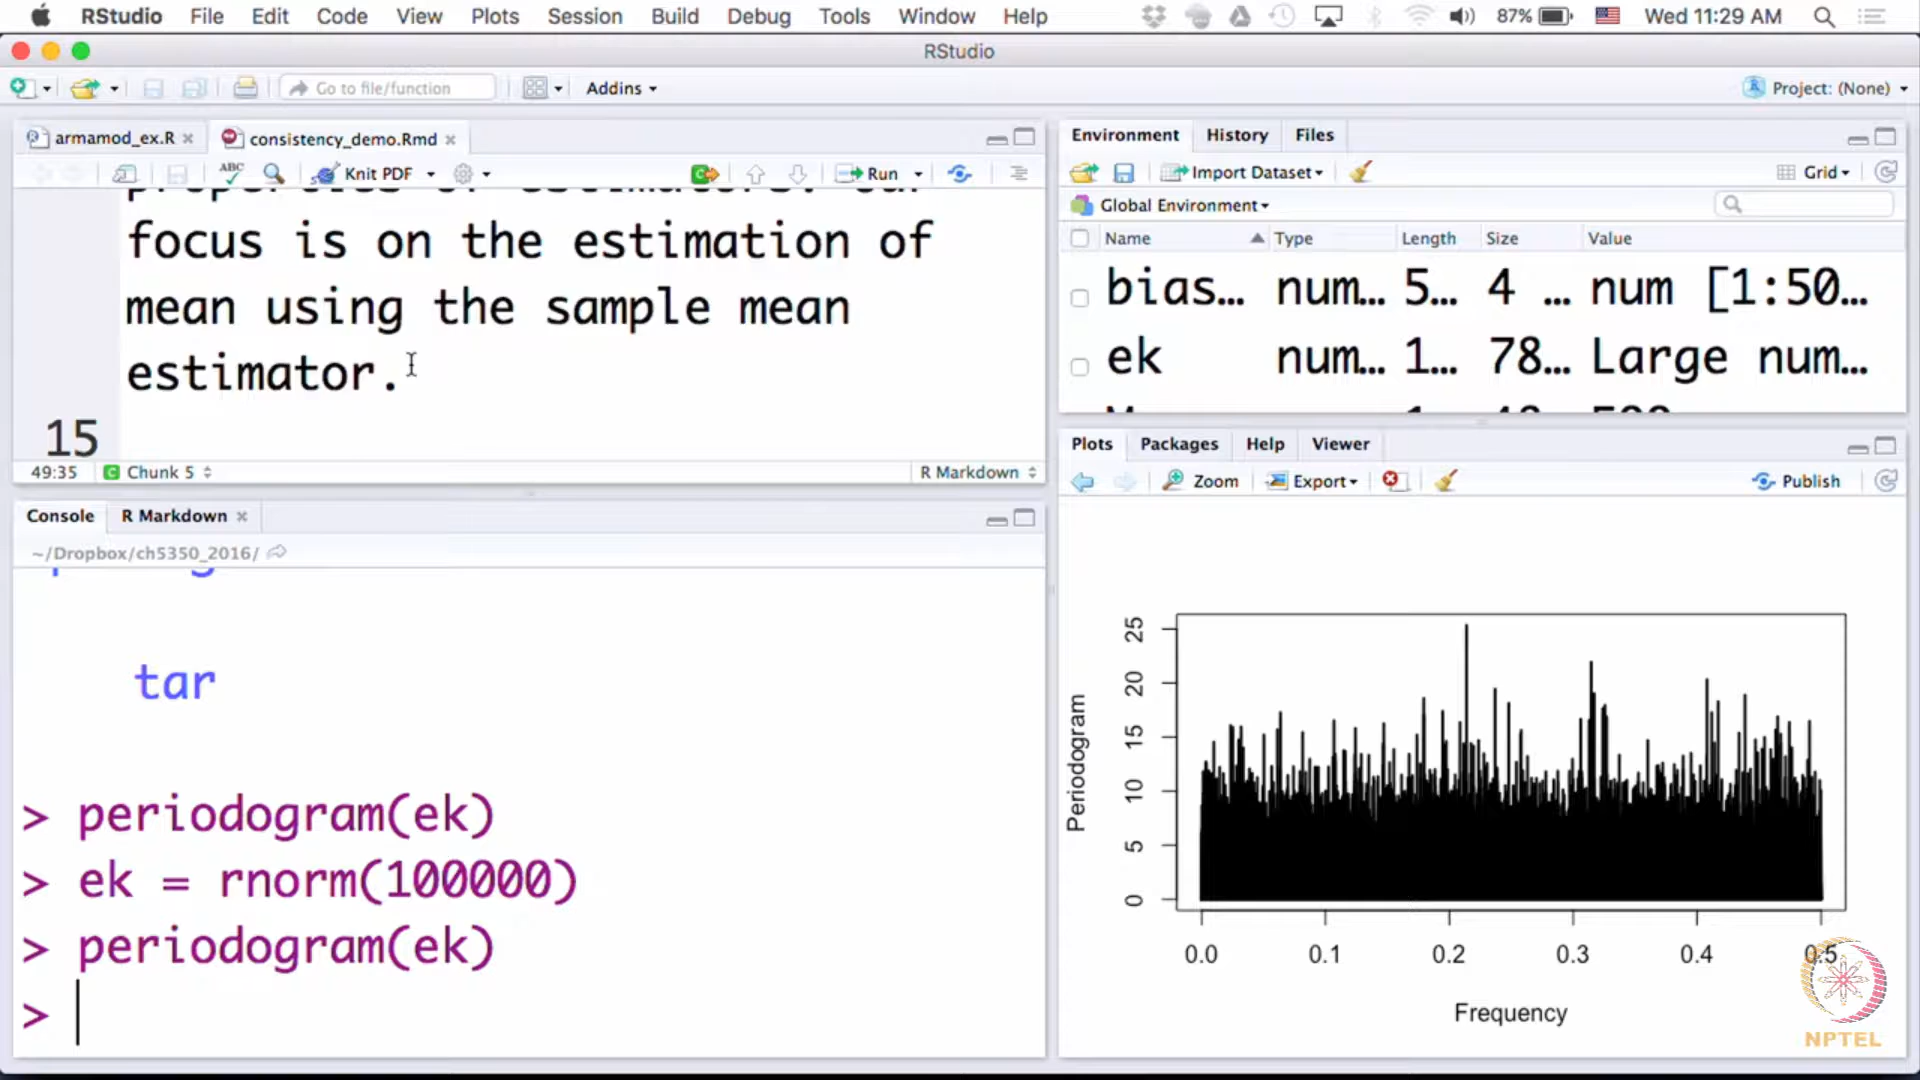 RStudio File Edit Code View Plots Session Build Debug Tools Window Help 87% Wed 11:29 AM
RStudio
Go to file/function Addins Project: (None)
armamod_ex.R consistency_demo.Rmd
ABC Knit PDF Run
focus is on the estimation of
mean using the sample mean
estimator.
15
49:35 C Chunk 5 R Markdown
Console R Markdown
~/Dropbox/ch5350_2016/
tar
> periodogram(ek)
> ek = rnorm(100000)
> periodogram(ek)
>
Environment History Files
Import Dataset Grid
Global Environment
Name Type Length Size Value
bias... num... 5... 4 ... num [1:50...
ek num... 1... 78... Large num...
Plots Packages Help Viewer
Zoom Export Publish
Periodogram
25
20
15
10
5
0
0.0 0.1 0.2 0.3 0.4 0.5
Frequency
NPTEL